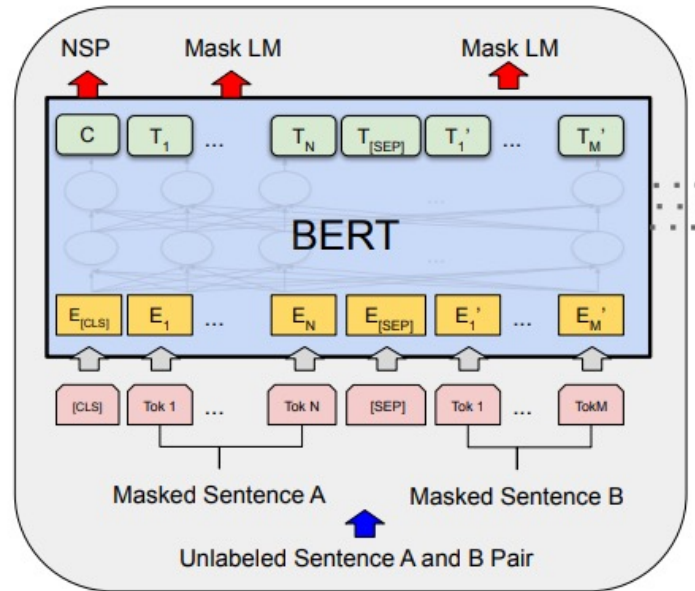 NSP Mask LM Mask LM
C T1 ... TN T[SEP] T1' ... TM'
...
BERT
...
E[CLS] E1 ... EN E[SEP] E1' ... EM'
[CLS] Tok 1 ... Tok N [SEP] Tok 1 ... TokM
Masked Sentence A Masked Sentence B
Unlabeled Sentence A and B Pair